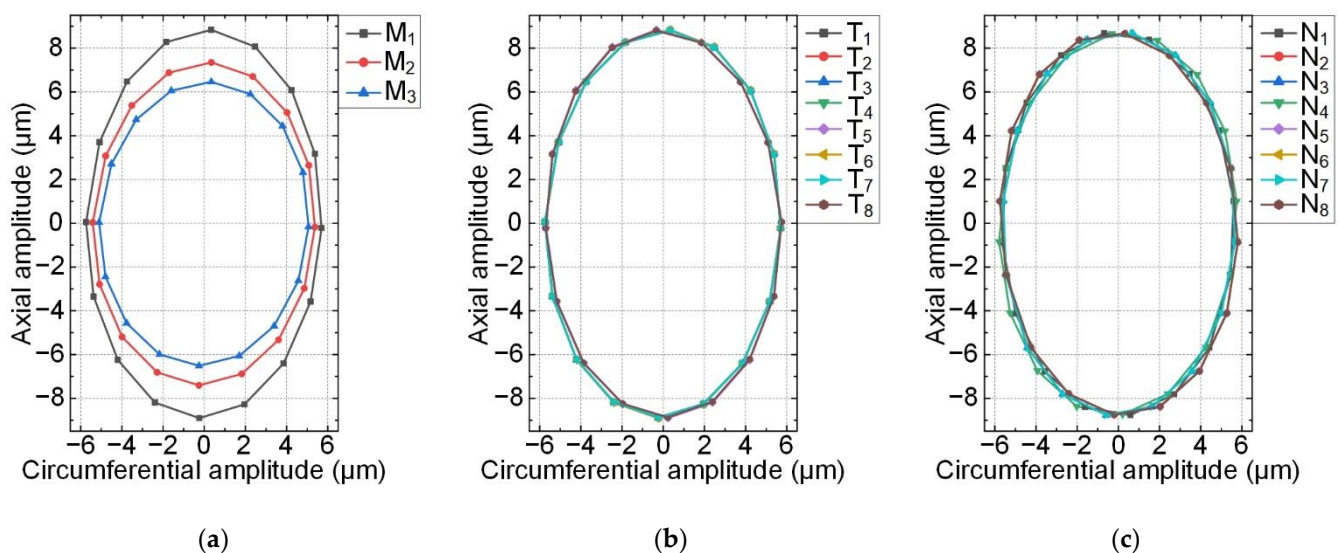 8
6
4
2
0
−2
−4
−6
−8
Axial amplitude (μm)
−6 −4 −2 0 2 4 6
Circumferential amplitude (μm)
M₁
M₂
M₃
(a)
8
6
4
2
0
−2
−4
−6
−8
Axial amplitude (μm)
−6 −4 −2 0 2 4 6
Circumferential amplitude (μm)
T₁
T₂
T₃
T₄
T₅
T₆
T₇
T₈
(b)
8
6
4
2
0
−2
−4
−6
−8
Axial amplitude (μm)
−6 −4 −2 0 2 4 6
Circumferential amplitude (μm)
N₁
N₂
N₃
N₄
N₅
N₆
N₇
N₈
(c)